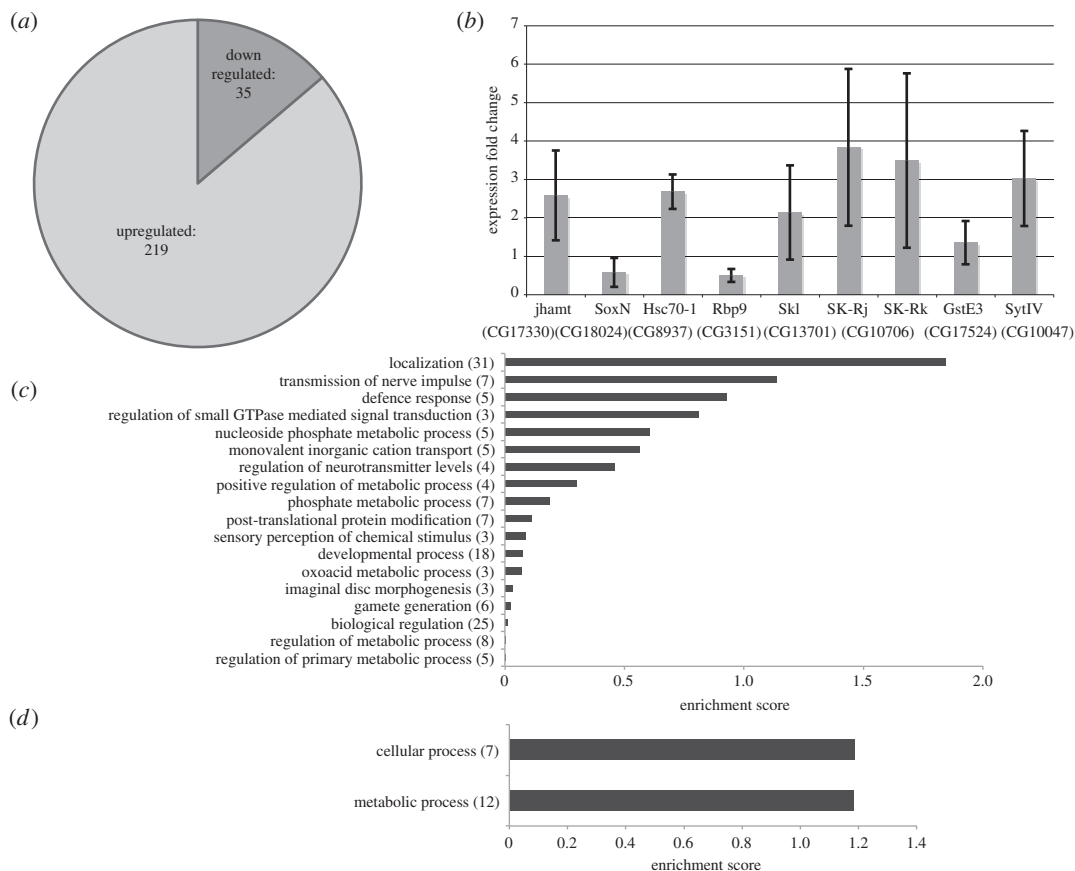 (a)
down
regulated:
35
upregulated:
219
(b)
7
6
5
4
3
2
1
0
expression fold change
jhamt SoxN Hsc70-1 Rbp9 Skl SK-Rj SK-Rk GstE3 SytIV
(CG17330)(CG18024)(CG8937) (CG3151) (CG13701) (CG10706) (CG17524) (CG10047)
(c)
localization (31)
transmission of nerve impulse (7)
defence response (5)
regulation of small GTPase mediated signal transduction (3)
nucleoside phosphate metabolic process (5)
monovalent inorganic cation transport (5)
regulation of neurotransmitter levels (4)
positive regulation of metabolic process (4)
phosphate metabolic process (7)
post-translational protein modification (7)
sensory perception of chemical stimulus (3)
developmental process (18)
oxoacid metabolic process (3)
imaginal disc morphogenesis (3)
gamete generation (6)
biological regulation (25)
regulation of metabolic process (8)
regulation of primary metabolic process (5)
0 0.5 1.0 1.5 2.0
enrichment score
(d)
cellular process (7)
metabolic process (12)
0 0.2 0.4 0.6 0.8 1.0 1.2 1.4
enrichment score